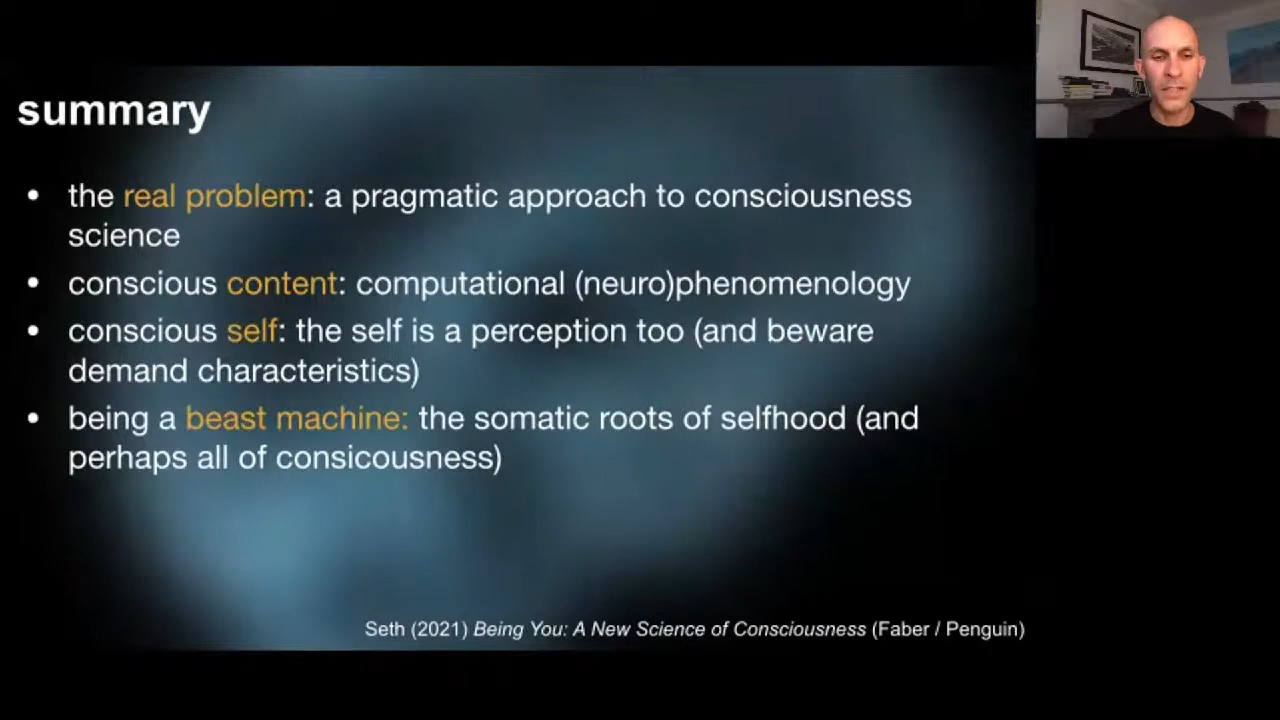 summary
• the real problem: a pragmatic approach to consciousness
science
• conscious content: computational (neuro)phenomenology
• conscious self: the self is a perception too (and beware
demand characteristics)
• being a beast machine: the somatic roots of selfhood (and
perhaps all of consicousness)
Seth (2021) Being You: A New Science of Consciousness (Faber / Penguin)